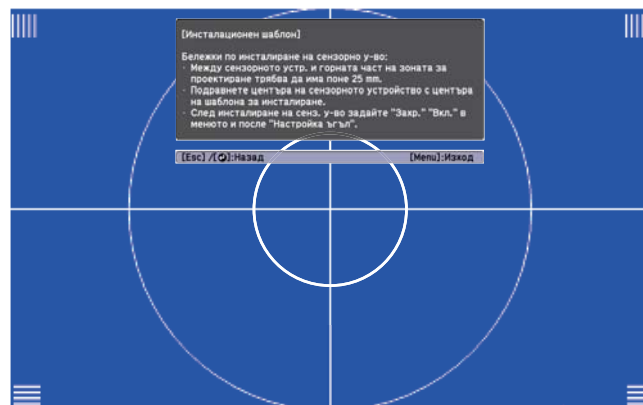 [Инсталационен шаблон]
Бележки по инсталиране на сензорно у-во:
· Между сензорното устр. и горната част на зоната за
проектиране трябва да има поне 25 mm.
· Подравнете центъра на сензорното устройство с центъра
на шаблона за инсталиране.
· След инсталиране на сенз. у-во задайте "Захр." "Вкл." в
менюто и после "Настройка ъгъл".
[Esc] /[⮐]:Назад [Menu]:Изход